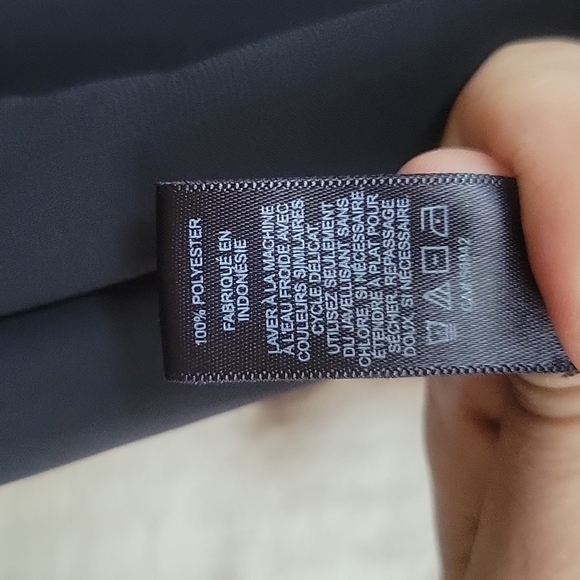 100% POLYESTER
FABRIQUÉ EN
INDONÉSIE
LAVER À LA MACHINE
À L'EAU FROIDE AVEC
COULEURS SIMILAIRES
CYCLE DÉLICAT
UTILISEZ SEULEMENT
DU JAVELLISANT SANS
CHLORE, SI NÉCESSAIRE
ÉTENDRE À PLAT POUR
SÉCHER, REPASSAGE
DOUX SI NÉCESSAIRE